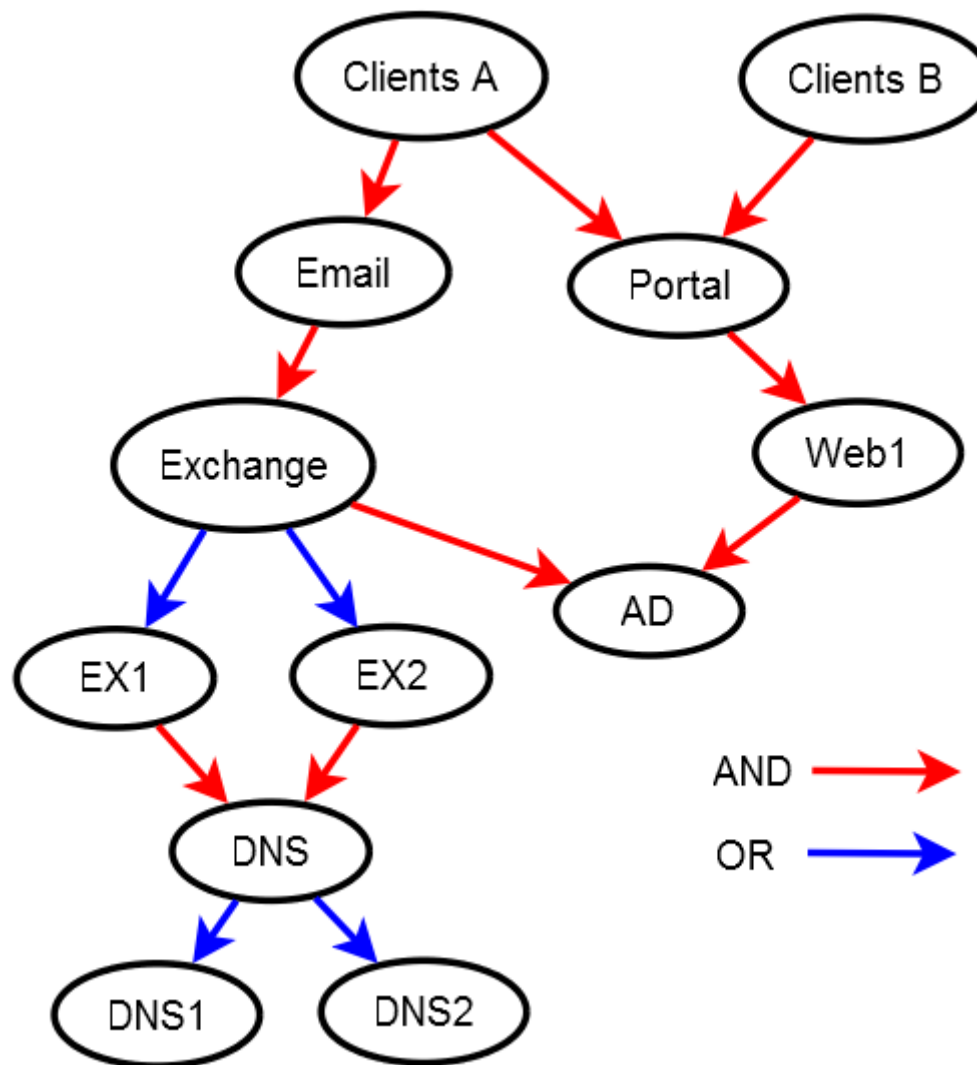 Clients A
Clients B
Email
Portal
Exchange
Web1
AD
EX1
EX2
DNS
DNS1
DNS2
AND
OR